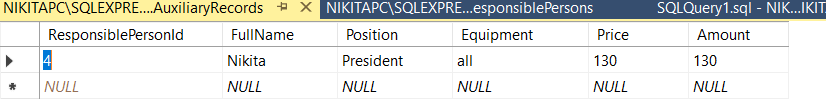 NIKITAPC\SQLEXPRE....AuxiliaryRecords NIKITAPC\SQLEXPRE...esponsiblePersons SQLQuery1.sql - NIK...IKIT
ResponsiblePersonId FullName Position Equipment Price Amount
4 Nikita President all 130 130
* NULL NULL NULL NULL NULL NULL